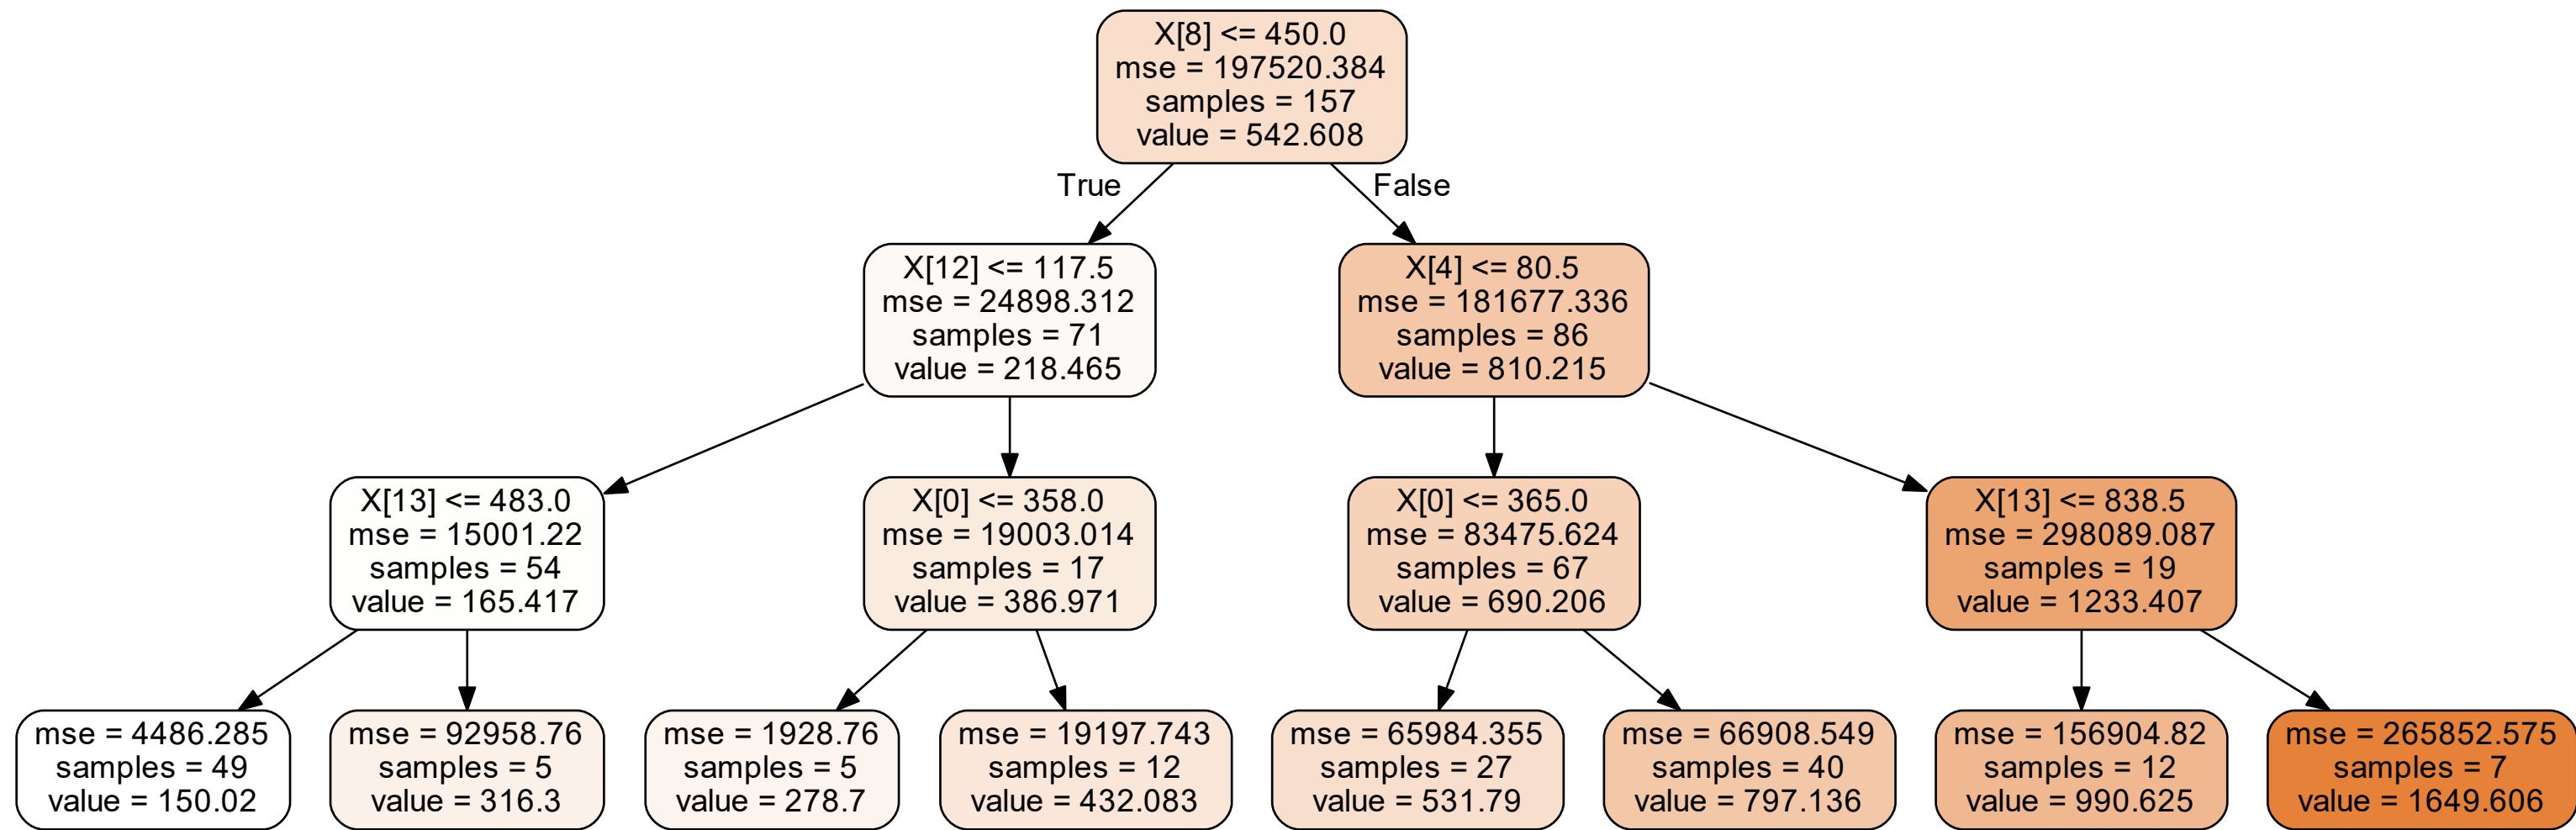 X[8] <= 450.0
mse = 197520.384
samples = 157
value = 542.608
True
False
X[12] <= 117.5
mse = 24898.312
samples = 71
value = 218.465
X[4] <= 80.5
mse = 181677.336
samples = 86
value = 810.215
X[13] <= 483.0
mse = 15001.22
samples = 54
value = 165.417
X[0] <= 358.0
mse = 19003.014
samples = 17
value = 386.971
X[0] <= 365.0
mse = 83475.624
samples = 67
value = 690.206
X[13] <= 838.5
mse = 298089.087
samples = 19
value = 1233.407
mse = 4486.285
samples = 49
value = 150.02
mse = 92958.76
samples = 5
value = 316.3
mse = 1928.76
samples = 5
value = 278.7
mse = 19197.743
samples = 12
value = 432.083
mse = 65984.355
samples = 27
value = 531.79
mse = 66908.549
samples = 40
value = 797.136
mse = 156904.82
samples = 12
value = 990.625
mse = 265852.575
samples = 7
value = 1649.606